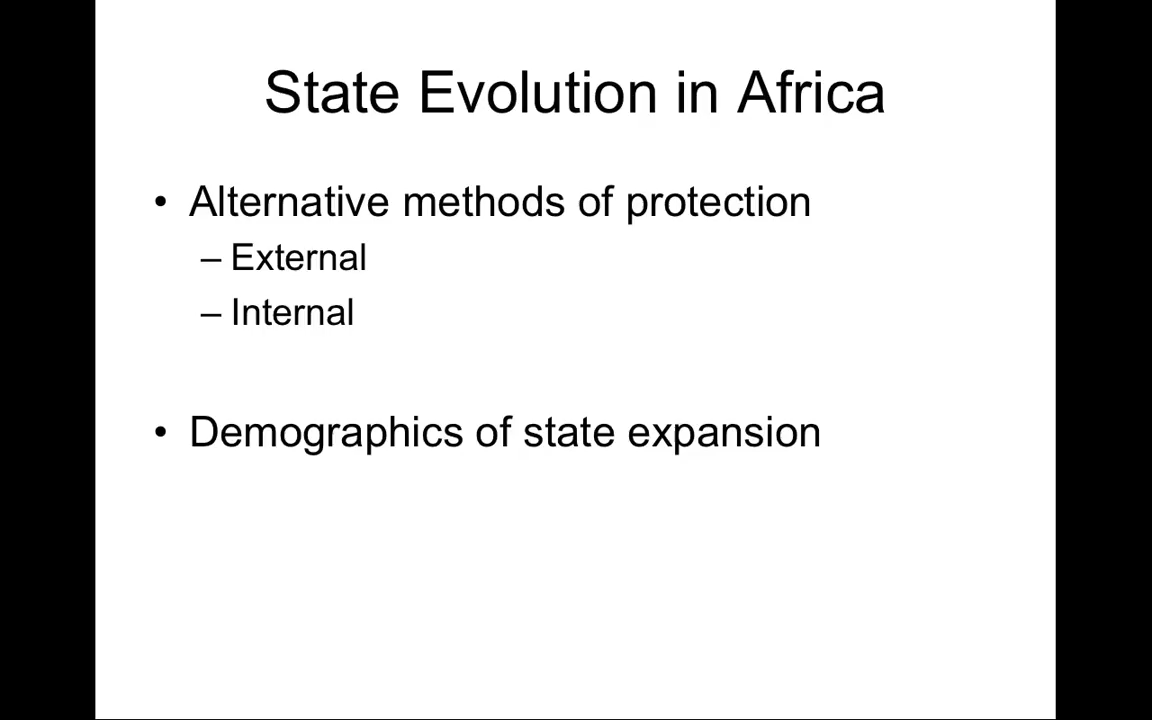 State Evolution in Africa
• Alternative methods of protection
– External
– Internal
• Demographics of state expansion